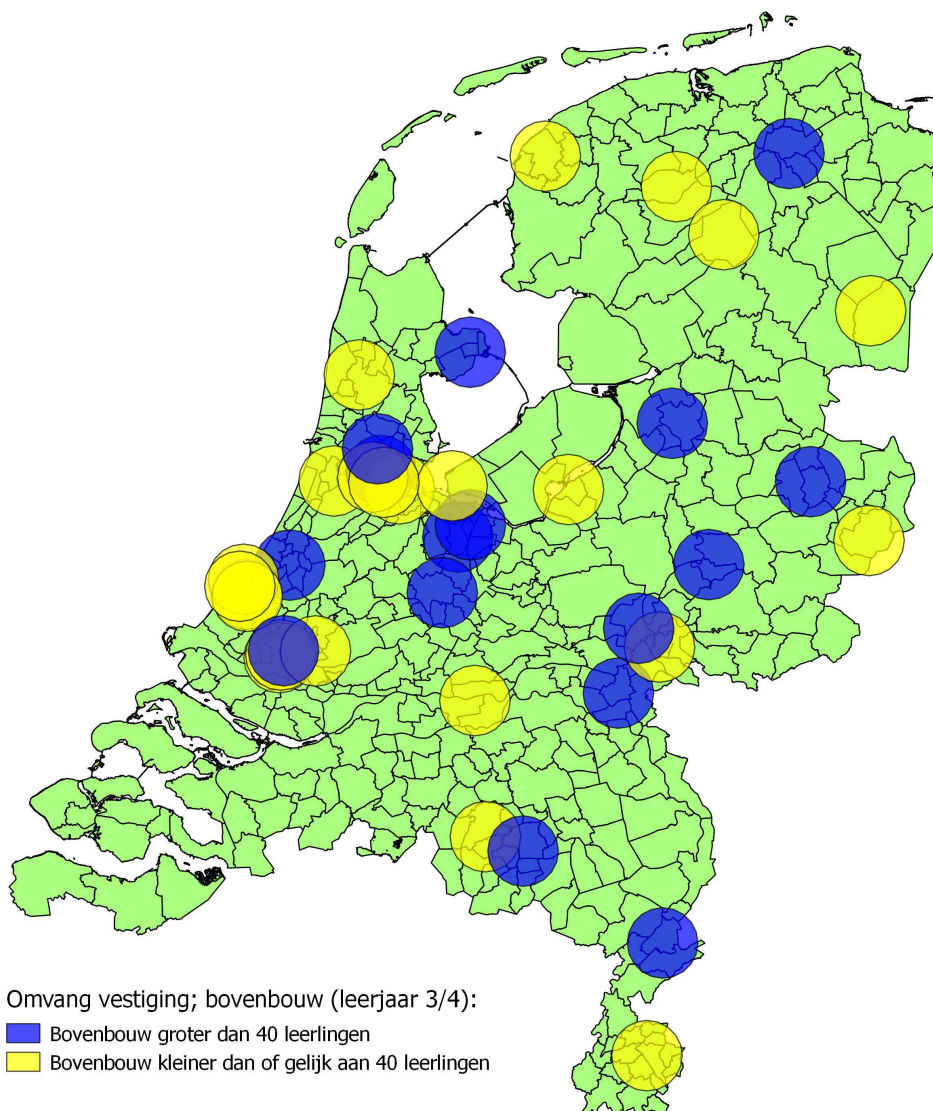 Omvang vestiging; bovenbouw (leerjaar 3/4):
Bovenbouw groter dan 40 leerlingen
Bovenbouw kleiner dan of gelijk aan 40 leerlingen